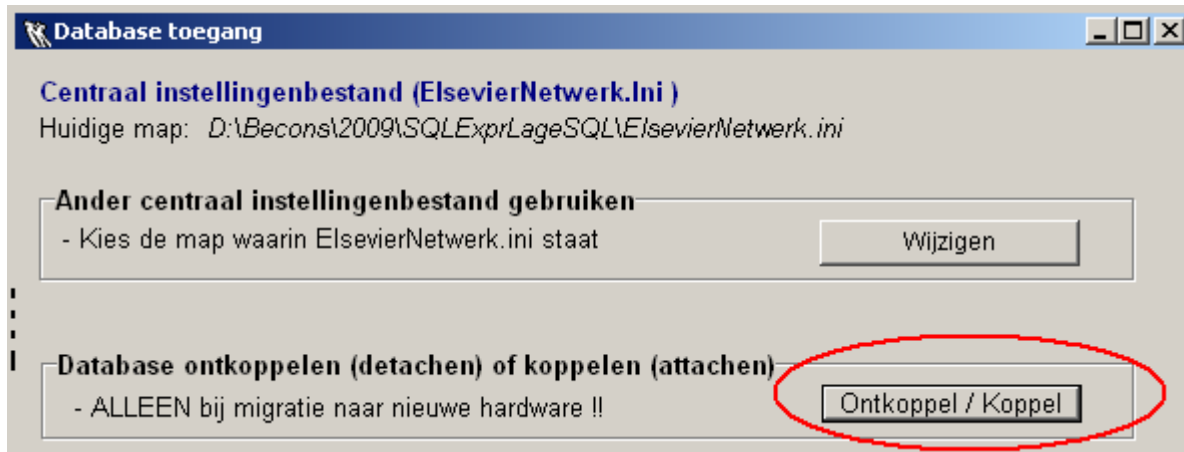 Database toegang
Centraal instellingenbestand (ElsevierNetwerk.Ini )
Huidige map: D:\Becons\2009\SQLExprLageSQL\ElsevierNetwerk.ini
Ander centraal instellingenbestand gebruiken
- Kies de map waarin ElsevierNetwerk.ini staat
Wijzigen
Database ontkoppelen (detachen) of koppelen (attachen)
- ALLEEN bij migratie naar nieuwe hardware !!
Ontkoppel / Koppel